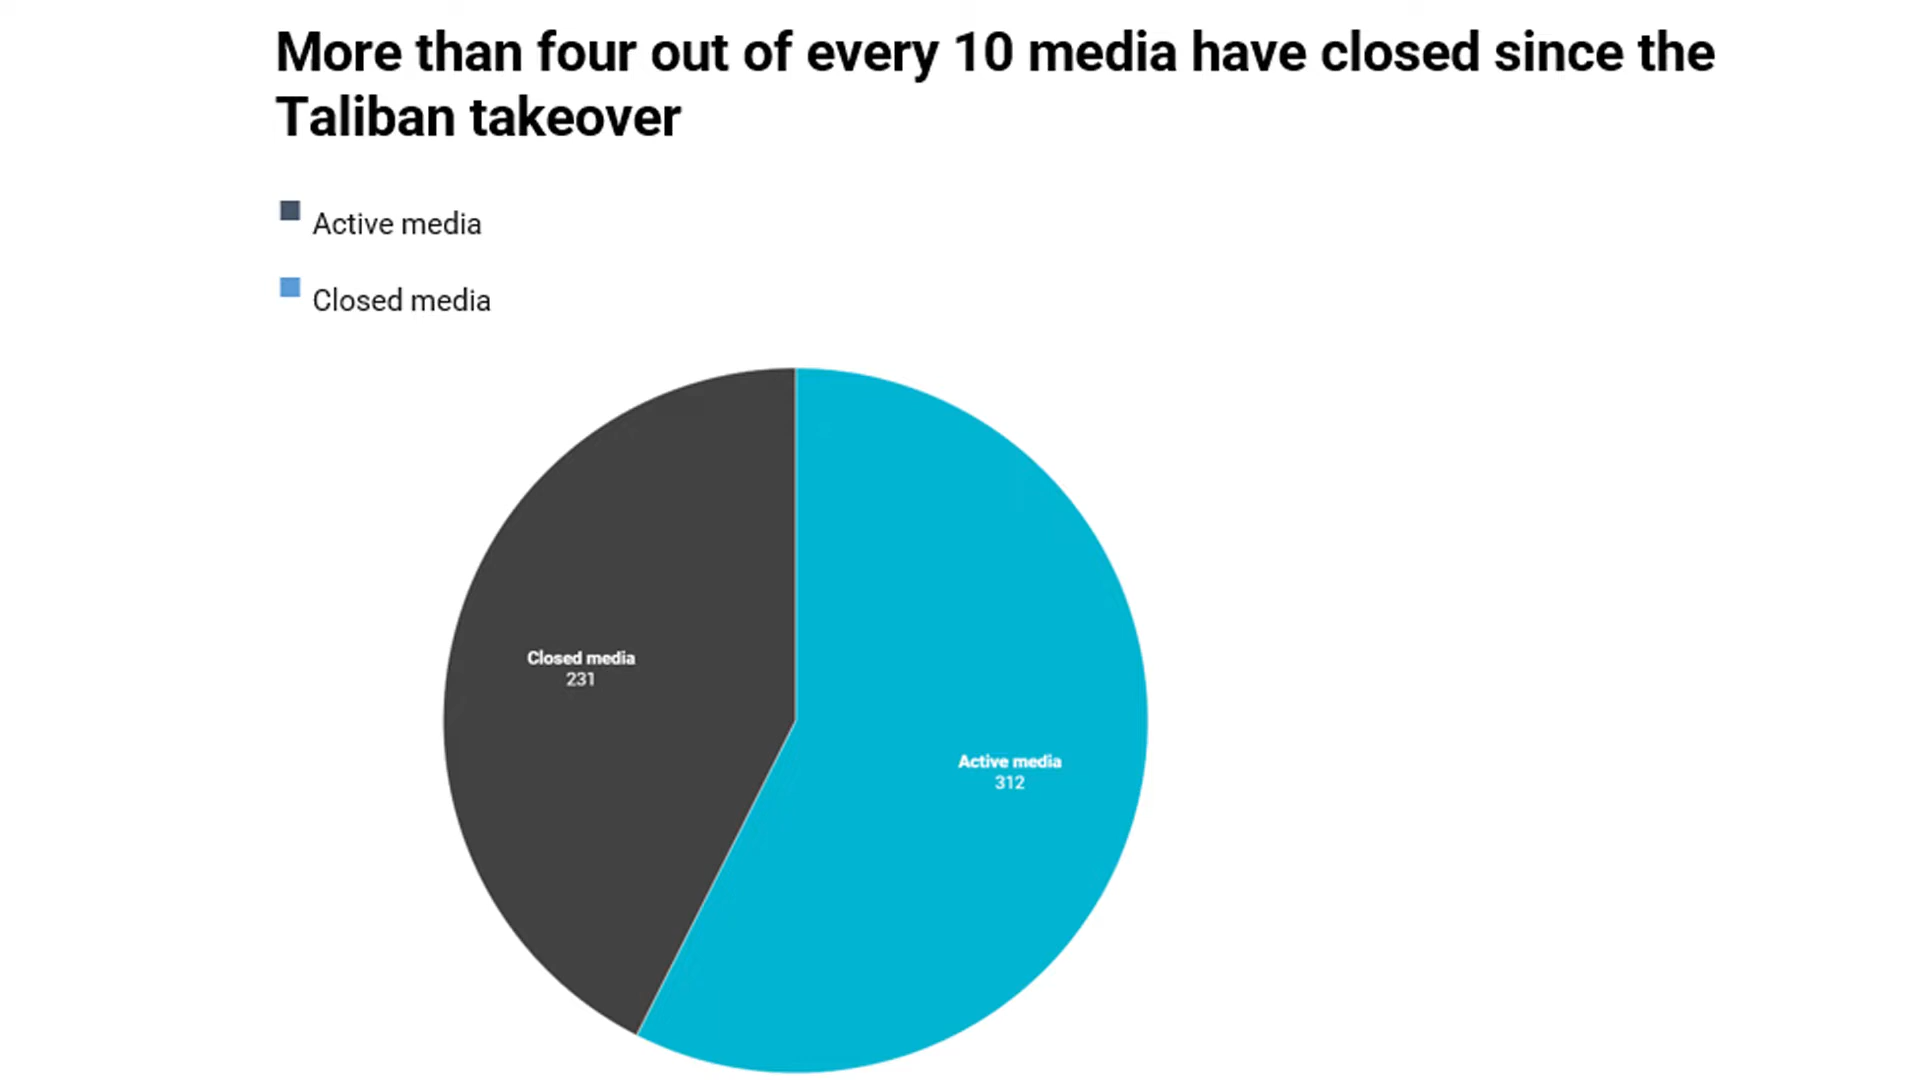 More than four out of every 10 media have closed since the
Taliban takeover
Active media
Closed media
Closed media
231
Active media
312